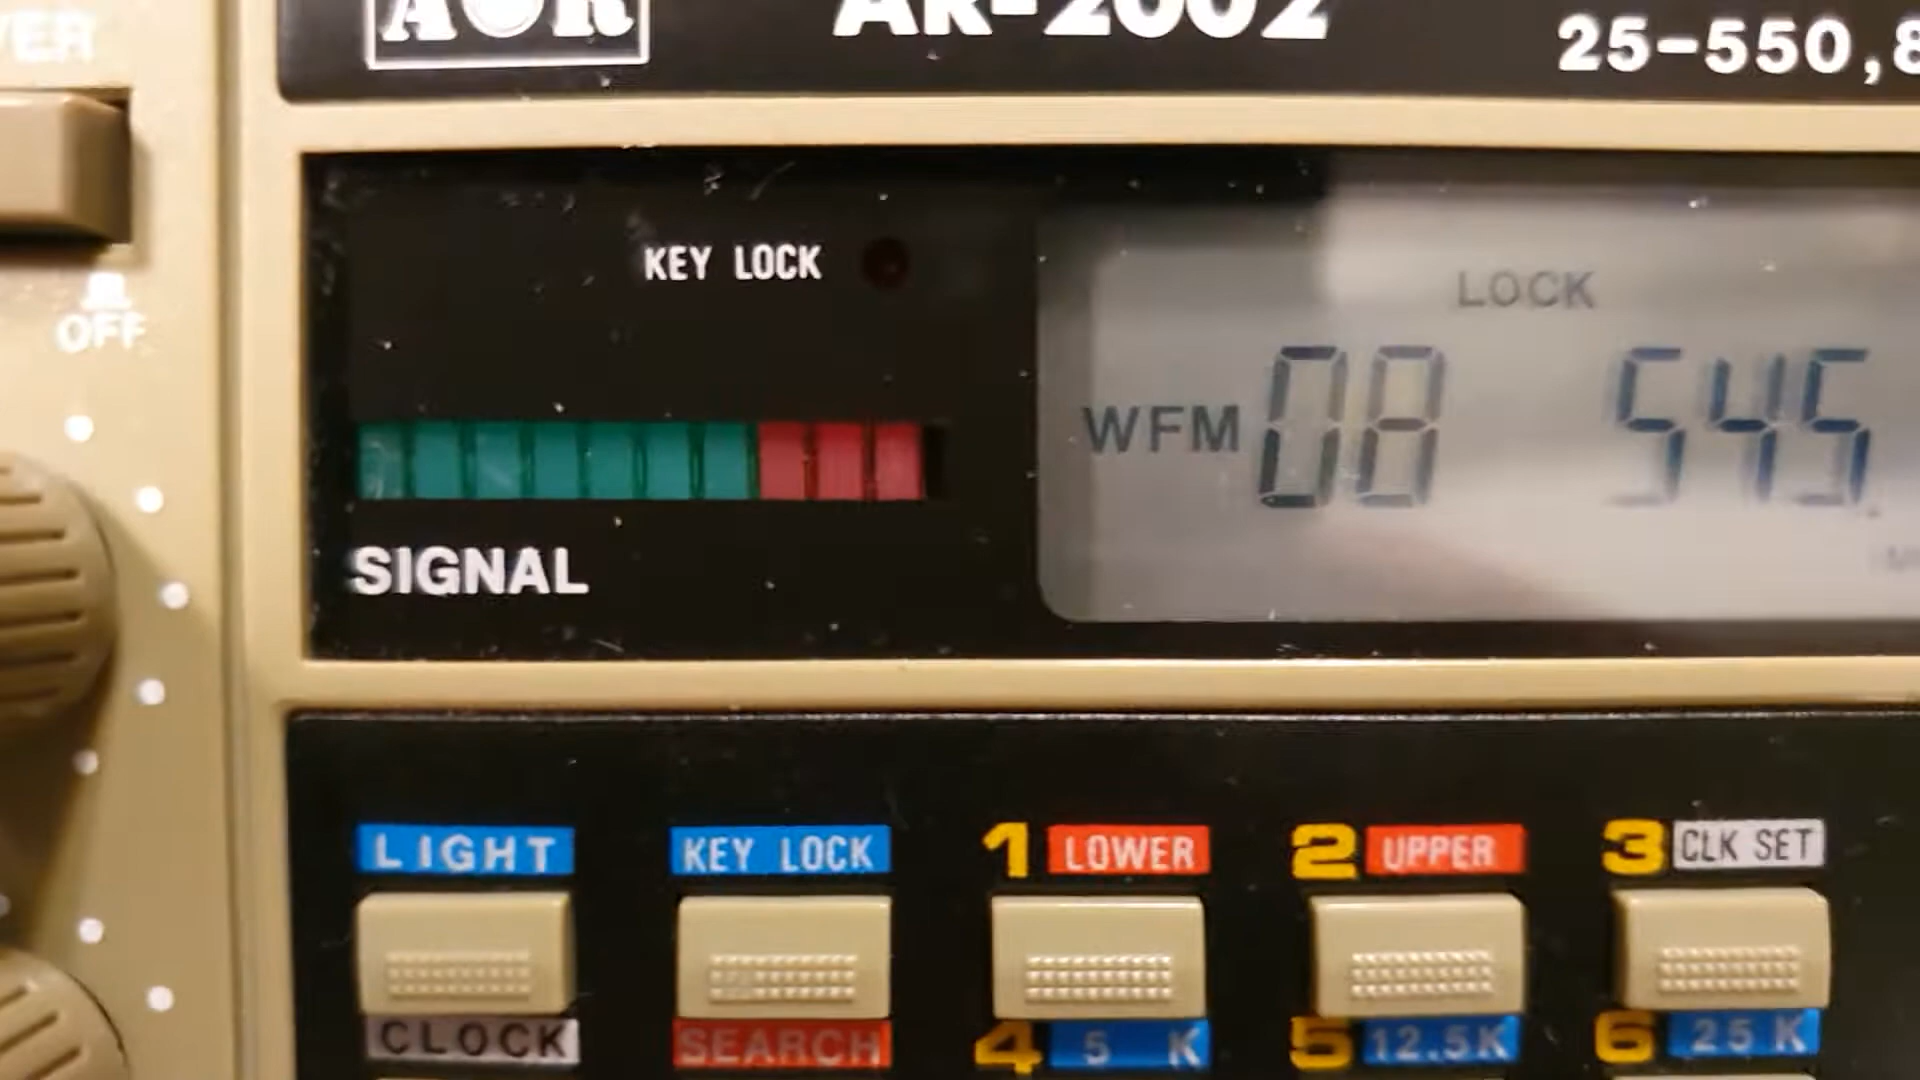 AOR AR-2002
25-550,8
OFF
KEY LOCK
LOCK
WFM 08 545.
SIGNAL
LIGHT KEY LOCK 1 LOWER 2 UPPER 3 CLK SET
CLOCK SEARCH 4 5 K 5 12.5K 6 25 K